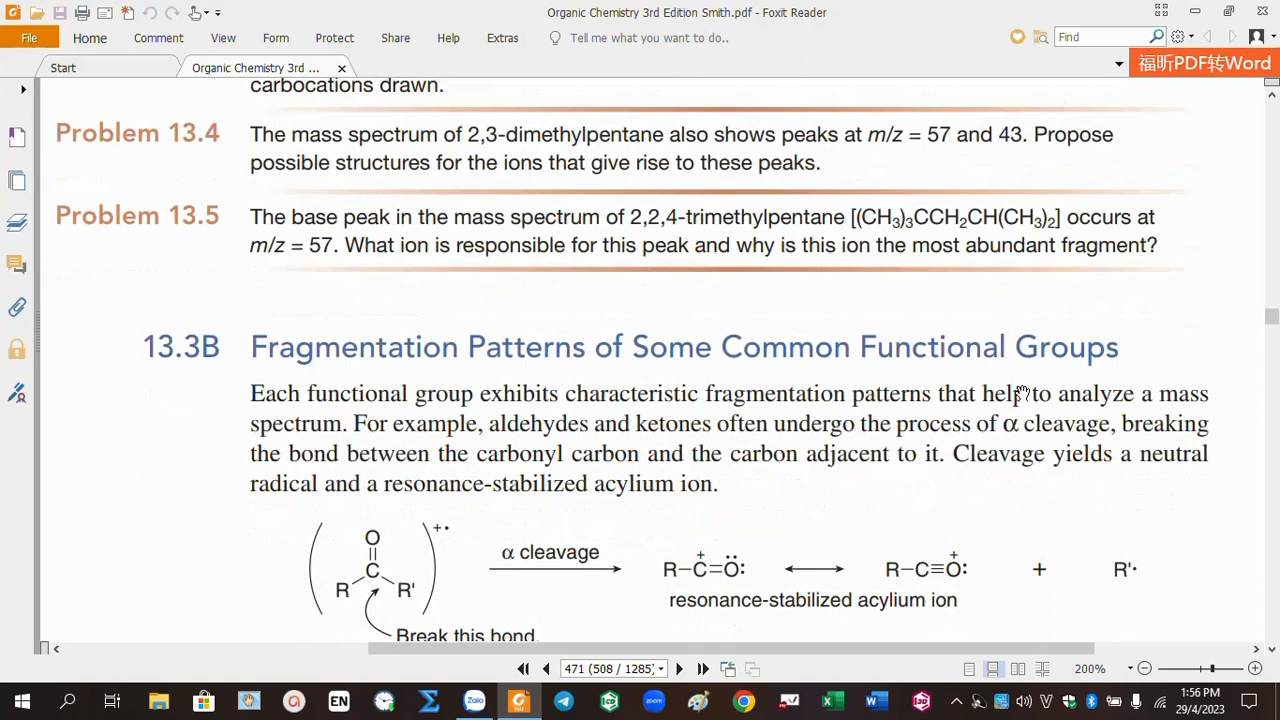 Organic Chemistry 3rd Edition Smith.pdf - Foxit Reader
File Home Comment View Form Protect Share Help Extras Tell me what you want to do.. Find
Start Organic Chemistry 3rd ... 福昕PDF转Word
carbocations drawn.
Problem 13.4 The mass spectrum of 2,3-dimethylpentane also shows peaks at m/z = 57 and 43. Propose
possible structures for the ions that give rise to these peaks.
Problem 13.5 The base peak in the mass spectrum of 2,2,4-trimethylpentane [(CH₃)₃CCH₂CH(CH₃)₂] occurs at
m/z = 57. What ion is responsible for this peak and why is this ion the most abundant fragment?
13.3B Fragmentation Patterns of Some Common Functional Groups
Each functional group exhibits characteristic fragmentation patterns that help to analyze a mass
spectrum. For example, aldehydes and ketones often undergo the process of α cleavage, breaking
the bond between the carbonyl carbon and the carbon adjacent to it. Cleavage yields a neutral
radical and a resonance-stabilized acylium ion.
O +•
C
R R'
α cleavage
R–C⁺=Ö: ↔ R–C≡O⁺: + R'•
resonance-stabilized acylium ion
Break this bond.
471 (508 / 1285) 200%
EN Zalo zoom 1:56 PM
29/4/2023